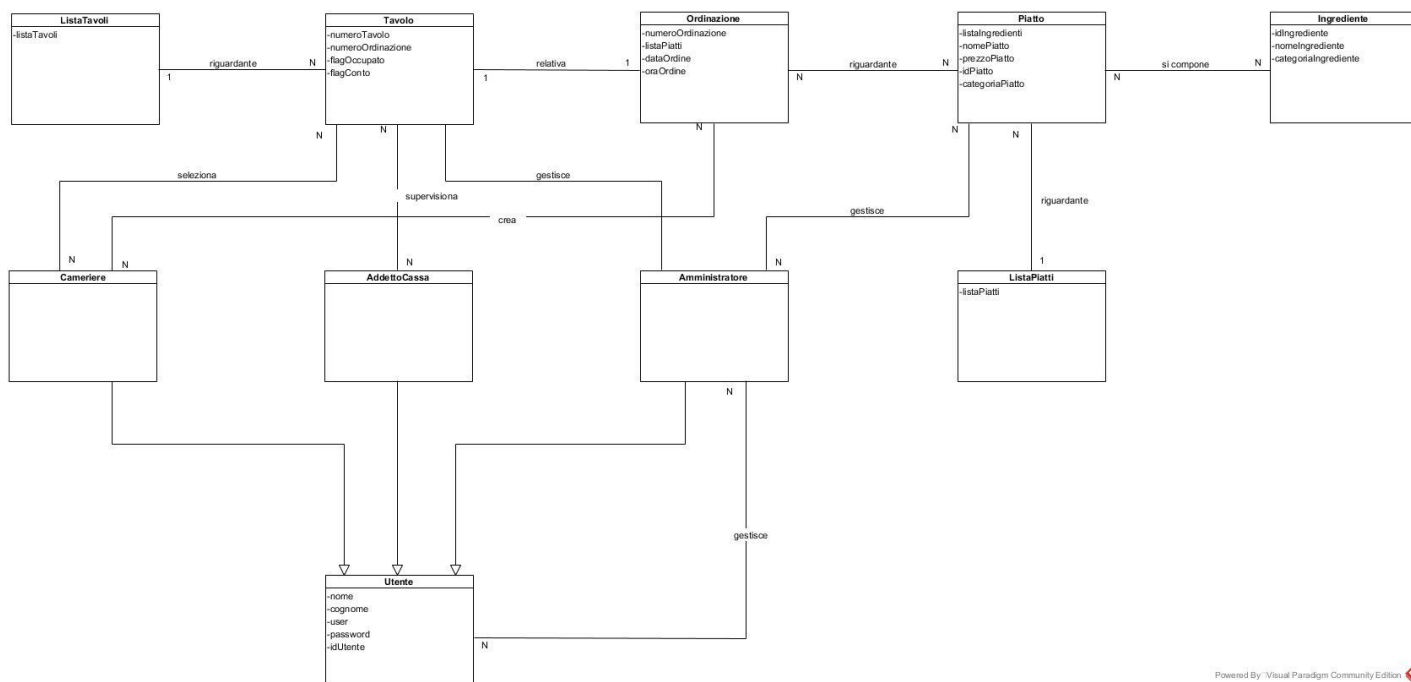 ListaTavoli
-listaTavoli
Tavolo
-numeroTavolo
-numeroOrdinazione
-flagOccupato
-flagConto
Ordinazione
-numeroOrdinazione
-listaPiatti
-dataOrdine
-oraOrdine
Piatto
-listaIngredienti
-nomePiatto
-prezzoPiatto
-idPiatto
-categoriaPiatto
Ingrediente
-idIngrediente
-nomeIngrediente
-categoriaIngrediente
riguardante
1
N
relativa
1
1
riguardante
N
N
si compone
N
N
N
N
N
N
N
seleziona
supervisiona
gestisce
crea
gestisce
riguardante
N
N
N
N
1
Cameriere
AddettoCassa
Amministratore
ListaPiatti
-listaPiatti
N
gestisce
Utente
-nome
-cognome
-user
-password
-idUtente
N
Powered By Visual Paradigm Community Edition